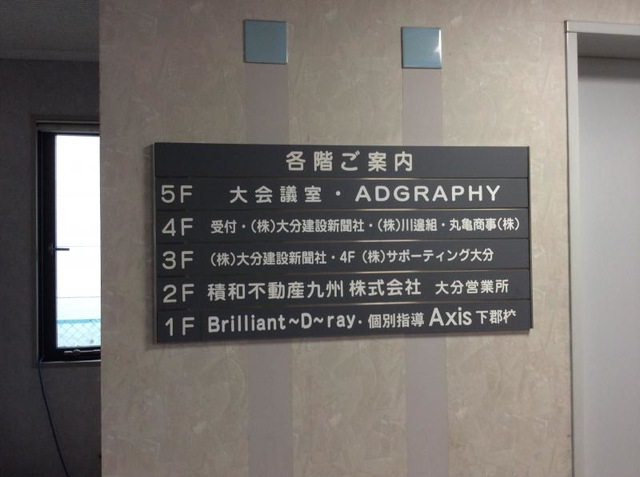 各階ご案内
5F 大会議室・ADGRAPHY
4F 受付・(株)大分建設新聞社・(株)川邉組・丸亀商事(株)
3F (株)大分建設新聞社・4F (株)サポーティング大分
2F 積和不動産九州 株式会社 大分営業所
1F Brilliant~D~ray・個別指導 Axis 下郡校